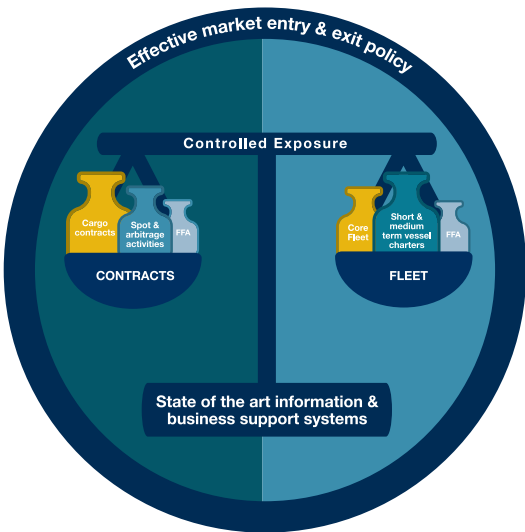 Effective market entry & exit policy
Controlled Exposure
Cargo
contracts
Spot &
arbitrage
activities
FFA
CONTRACTS
Core
Fleet
Short &
medium
term vessel
charters
FFA
FLEET
State of the art information &
business support systems